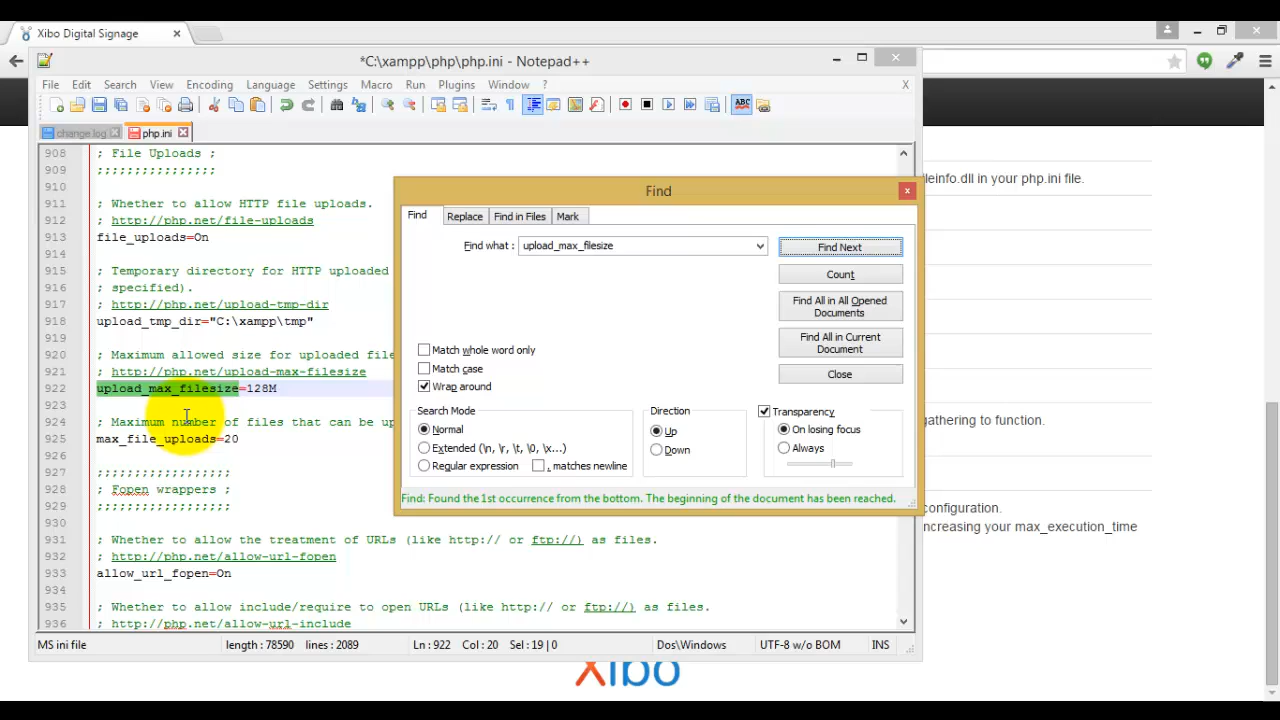 Xibo Digital Signage
*C:\xampp\php\php.ini - Notepad++
File Edit Search View Encoding Language Settings Macro Run Plugins Window ? X
ABC
change.log php.ini
908 ; File Uploads ;
909 ;;;;;;;;;;;;;;;;
910
911 ; Whether to allow HTTP file uploads.
912 ; http://php.net/file-uploads
913 file_uploads=On
914
915 ; Temporary directory for HTTP uploaded
916 ; specified).
917 ; http://php.net/upload-tmp-dir
918 upload_tmp_dir="C:\xampp\tmp"
919
920 ; Maximum allowed size for uploaded file
921 ; http://php.net/upload-max-filesize
922 upload_max_filesize=128M
923
924 ; Maximum number of files that can be up
925 max_file_uploads=20
926
927 ;;;;;;;;;;;;;;;;;;
928 ; Fopen wrappers ;
929 ;;;;;;;;;;;;;;;;;;
930
931 ; Whether to allow the treatment of URLs (like http:// or ftp://) as files.
932 ; http://php.net/allow-url-fopen
933 allow_url_fopen=On
934
935 ; Whether to allow include/require to open URLs (like http:// or ftp://) as files.
936 ; http://php.net/allow-url-include
Find
Find Replace Find in Files Mark
Find what : upload_max_filesize
Find Next
Count
Find All in All Opened
Documents
Find All in Current
Document
Close
Match whole word only
Match case
Wrap around
Search Mode
Normal
Extended (\n, \r, \t, \0, \x...)
Regular expression . matches newline
Direction
Up
Down
Transparency
On losing focus
Always
Find: Found the 1st occurrence from the bottom. The beginning of the document has been reached.
MS ini file length : 78590 lines : 2089 Ln : 922 Col : 20 Sel : 19 | 0 Dos\Windows UTF-8 w/o BOM INS
leinfo.dll in your php.ini file.
gathering to function.
configuration.
increasing your max_execution_time
xibo